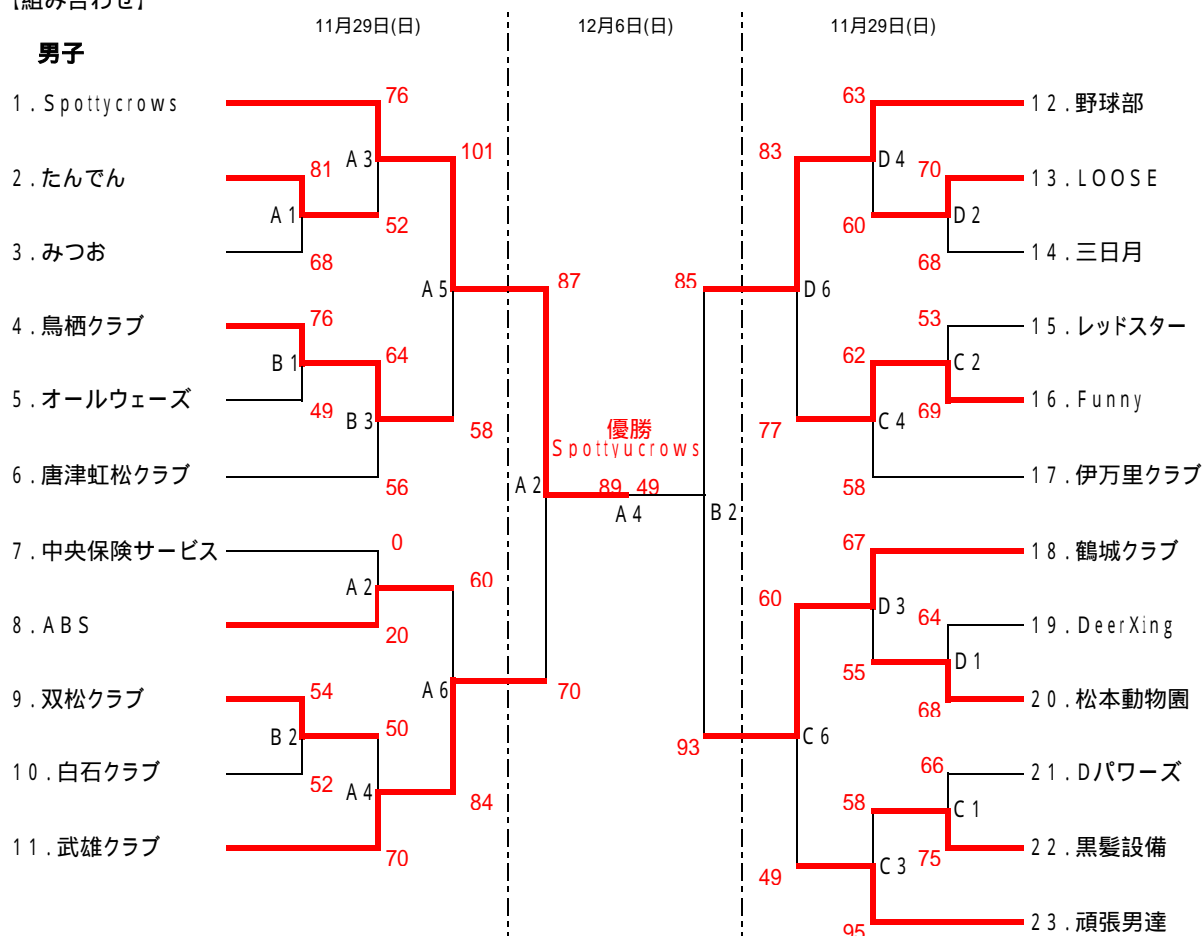 【組み合わせ】
11月29日(日)
12月6日(日)
11月29日(日)
男子
1.Spottycrows
2.たんでん
3.みつお
4.鳥栖クラブ
5.オールウェーズ
6.唐津虹松クラブ
7.中央保険サービス
8.ABS
9.双松クラブ
10.白石クラブ
11.武雄クラブ
76
A3
81
A1
52
68
101
A5
76
B1
64
49
B3
58
56
0
A2
60
20
A6
54
B2
50
52
A4
84
70
87
A2
70
優勝
Spottyucrows
89 49
A4
85
B2
93
63
83
D4
70
D2
60
68
D6
53
62
C2
69
77
C4
58
67
60
D3
64
D1
55
68
C6
66
58
C1
75
49
C3
95
12.野球部
13.LOOSE
14.三日月
15.レッドスター
16.Funny
17.伊万里クラブ
18.鶴城クラブ
19.DeerXing
20.松本動物園
21.Dパワーズ
22.黒髪設備
23.頑張男達